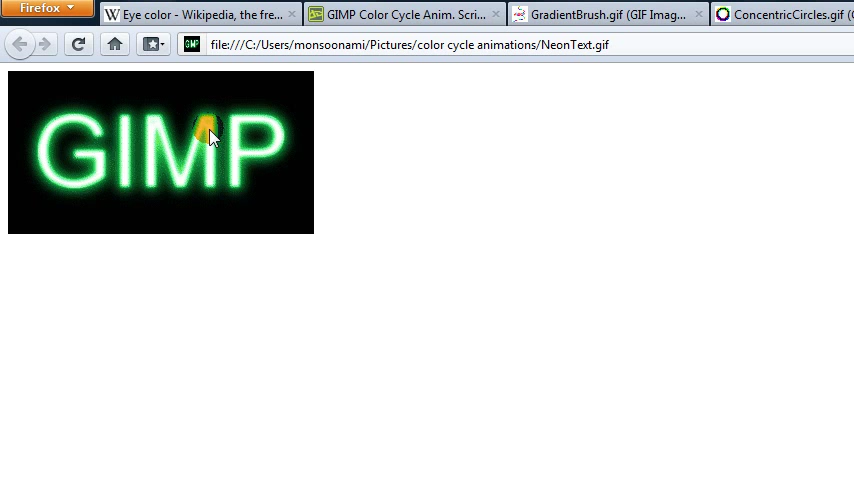 Firefox
Eye color - Wikipedia, the fre...
GIMP Color Cycle Anim. Scri...
GradientBrush.gif (GIF Imag...
ConcentricCircles.gif (
file:///C:/Users/monsoonami/Pictures/color cycle animations/NeonText.gif
GIMP